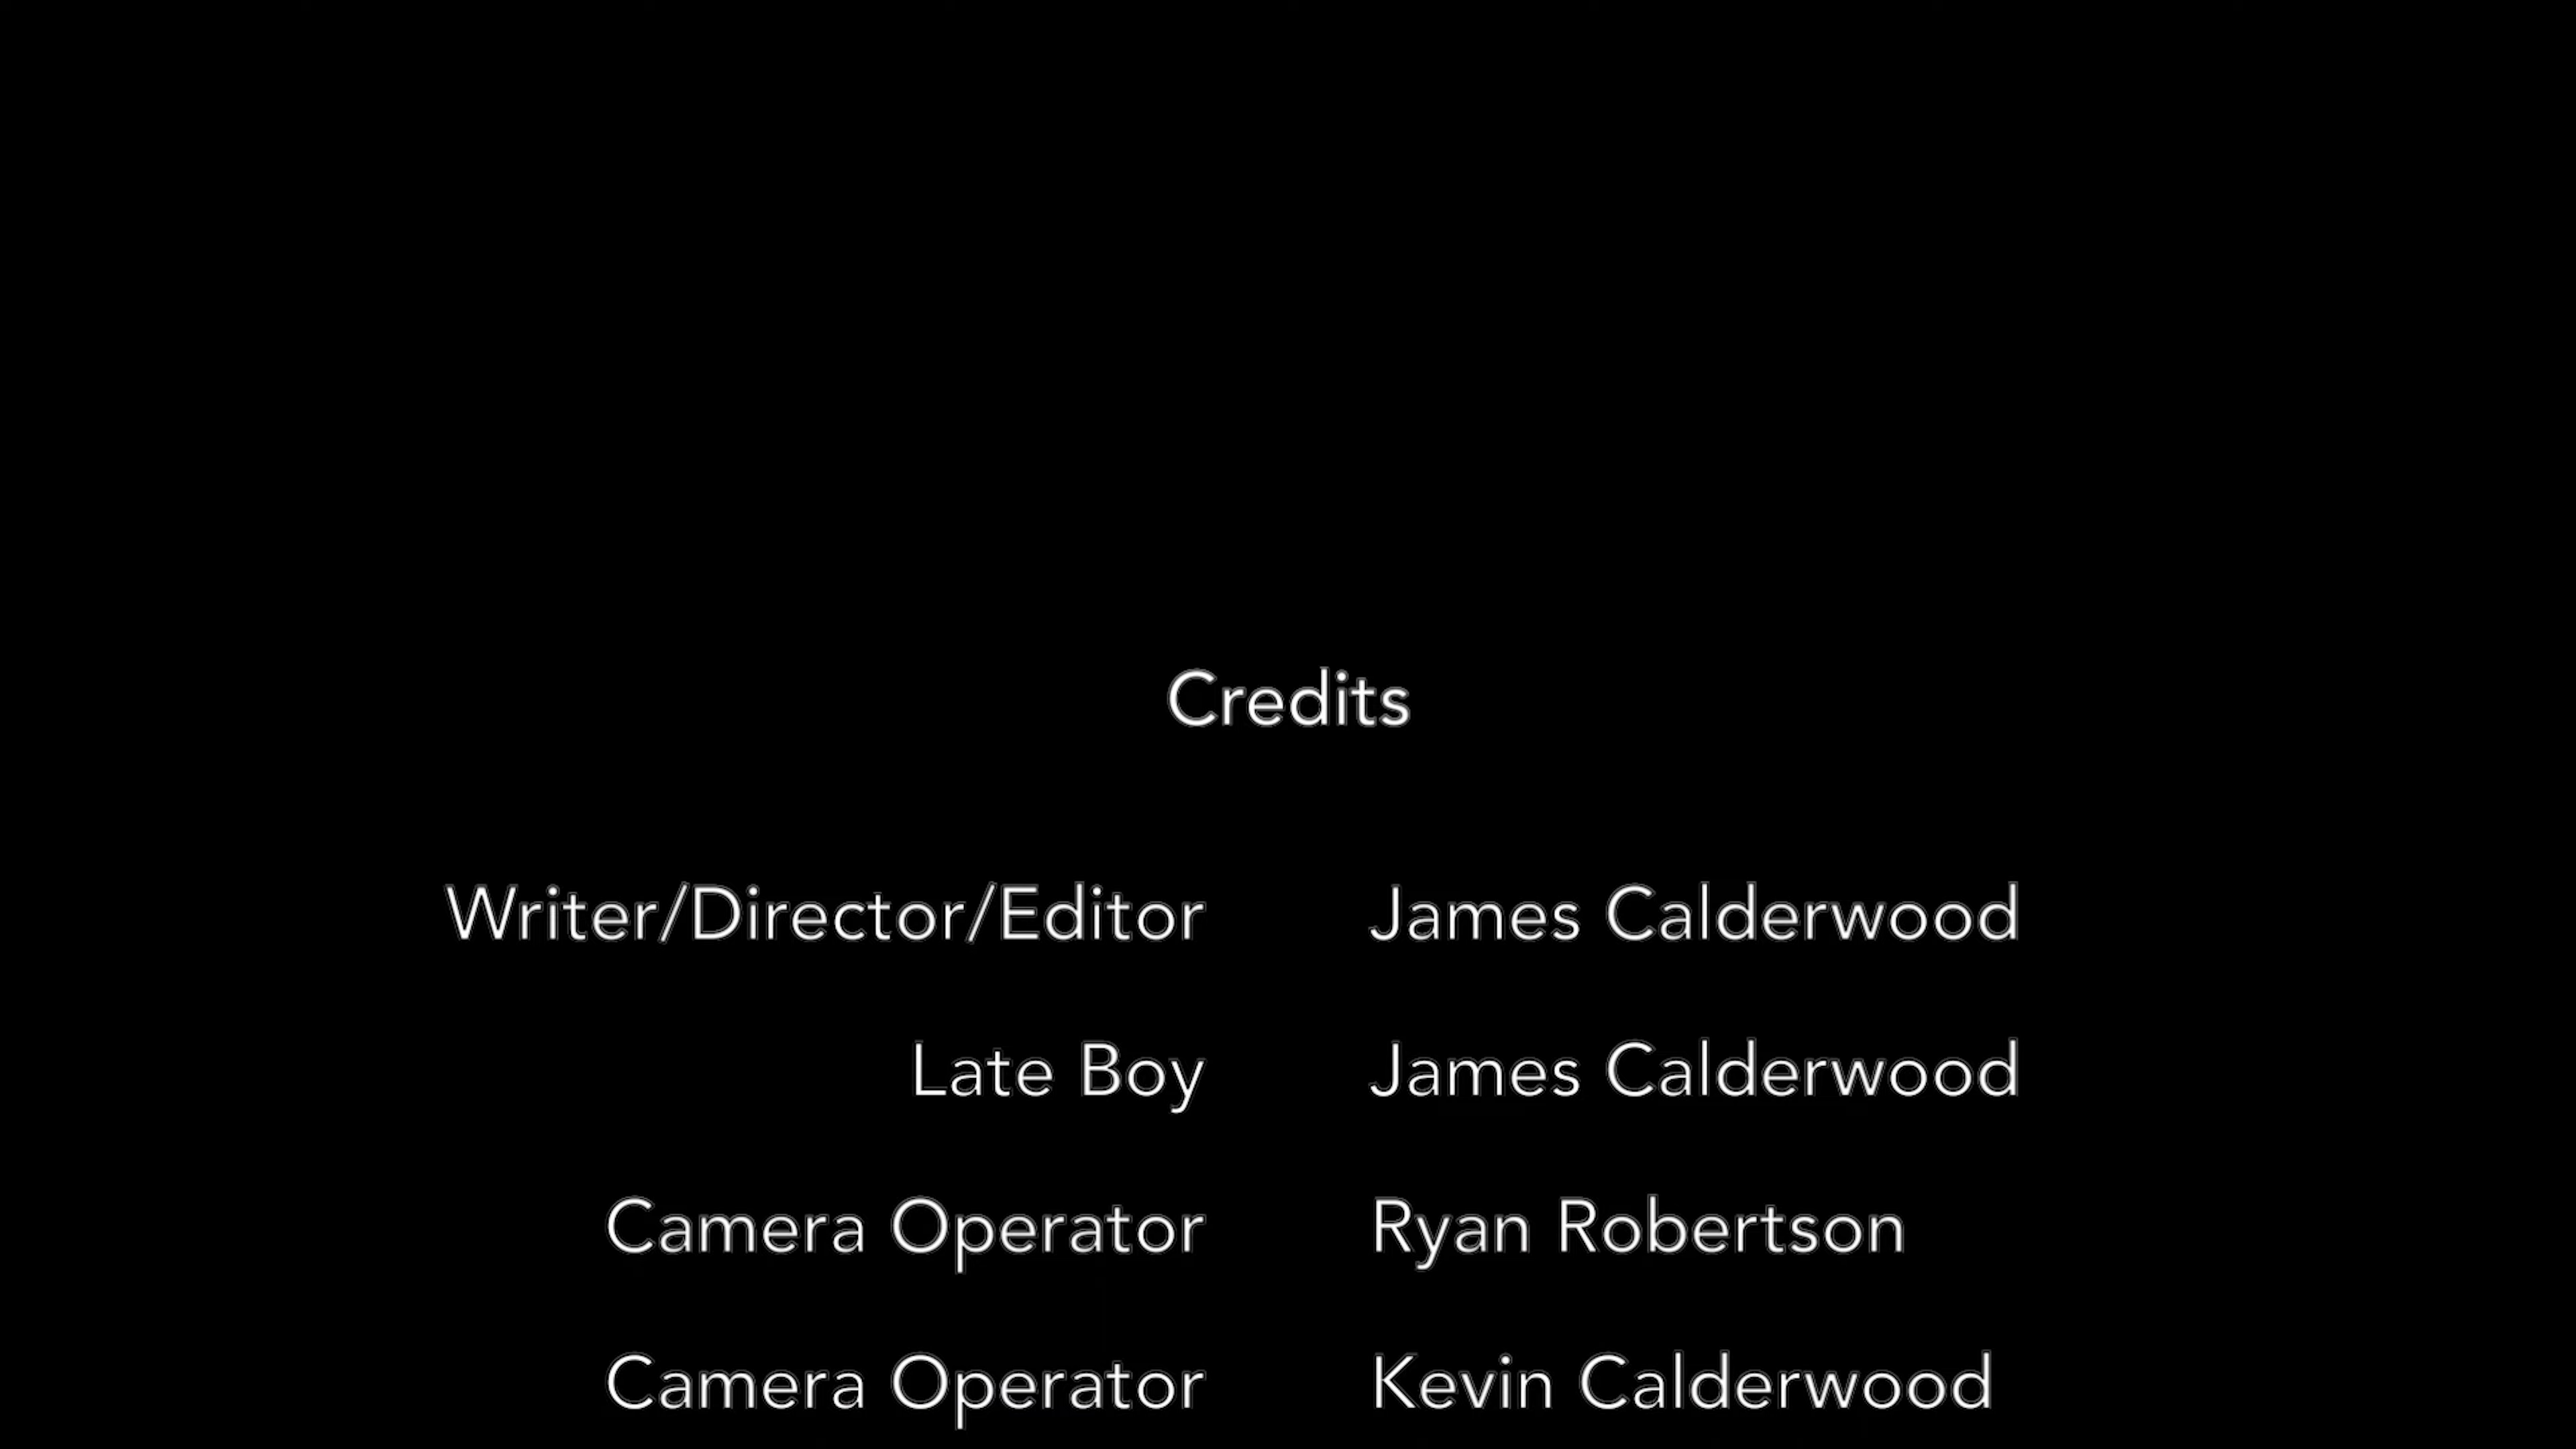 Credits
Writer/Director/Editor James Calderwood
Late Boy James Calderwood
Camera Operator Ryan Robertson
Camera Operator Kevin Calderwood